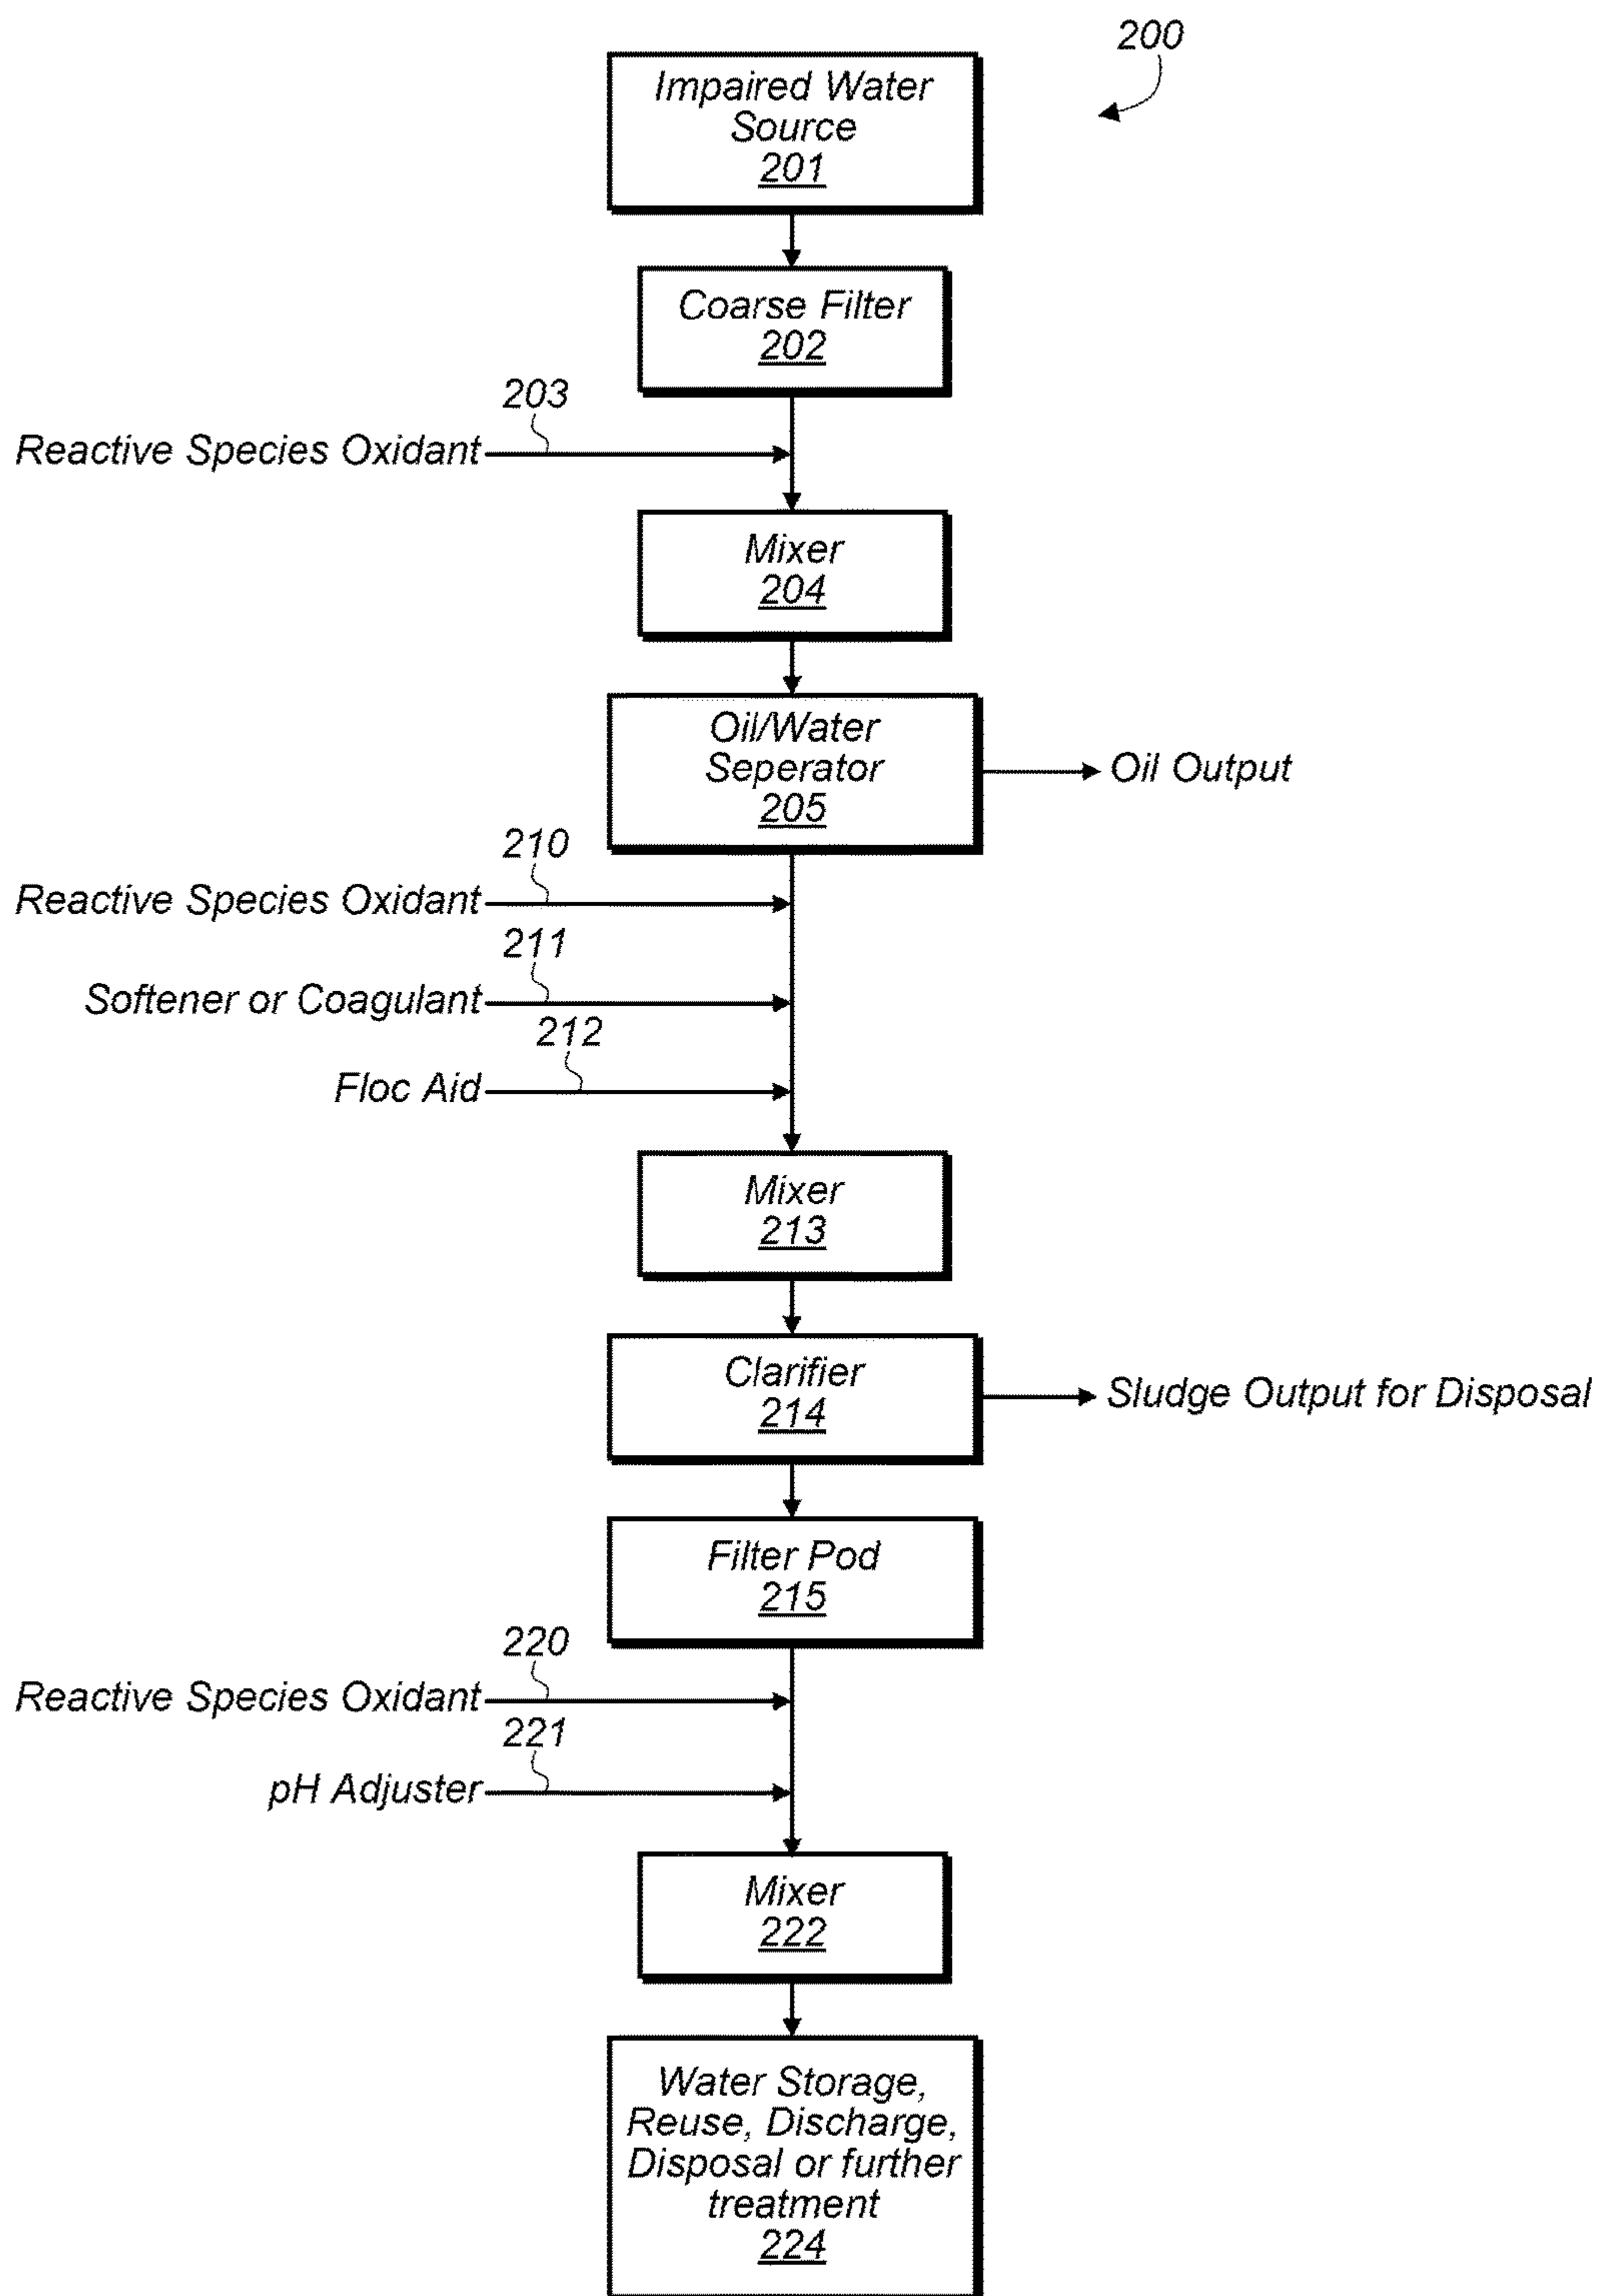 200
Impaired Water
Source
201
Coarse Filter
202
203
Reactive Species Oxidant
Mixer
204
Oil/Water
Seperator
205
Oil Output
210
Reactive Species Oxidant
211
Softener or Coagulant
212
Floc Aid
Mixer
213
Clarifier
214
Sludge Output for Disposal
Filter Pod
215
220
Reactive Species Oxidant
221
pH Adjuster
Mixer
222
Water Storage,
Reuse, Discharge,
Disposal or further
treatment
224